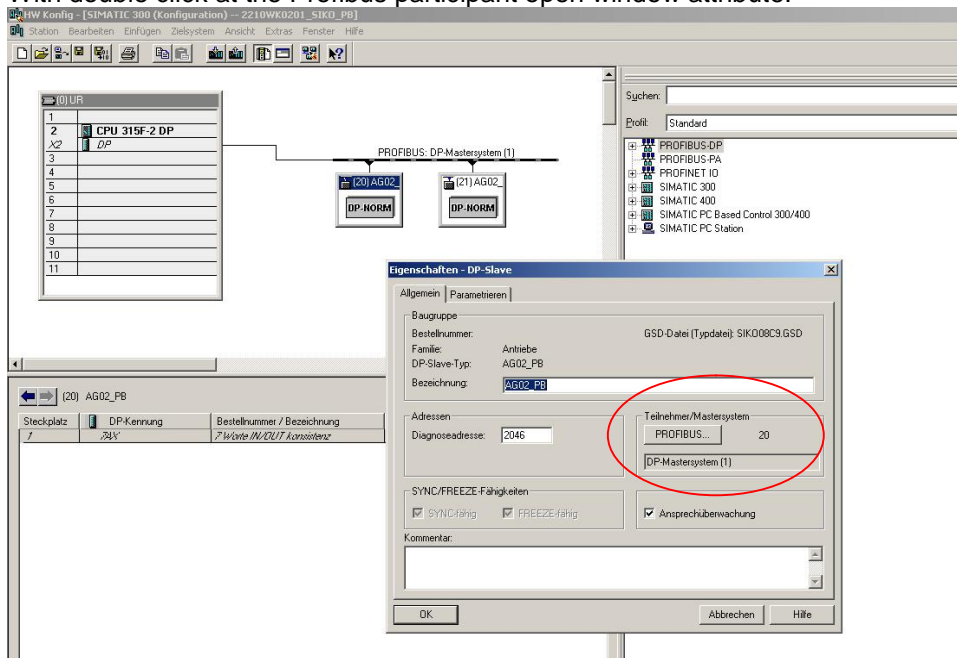 With double click at the Profibus participant open window attribute.
HW Konfig - [SIMATIC 300 (Konfiguration) -- 2210WK0201_SIKO_PB]
Station Bearbeiten Einfügen Zielsystem Ansicht Extras Fenster Hilfe
(0) UR
1
2 CPU 315F-2 DP
X2 DP
3
4
5
6
7
8
9
10
11
PROFIBUS: DP-Mastersystem (1)
(20) AG02_
DP-NORM
(21) AG02_
DP-NORM
Suchen:
Profil: Standard
PROFIBUS-DP
PROFIBUS-PA
PROFINET IO
SIMATIC 300
SIMATIC 400
SIMATIC PC Based Control 300/400
SIMATIC PC Station
(20) AG02_PB
Steckplatz DP-Kennung Bestellnummer / Bezeichnung
1 7AX 7 Worte IN/OUT konsistenz
Eigenschaften - DP-Slave
Allgemein Parametrieren
Baugruppe
Bestellnummer: GSD-Datei (Typdatei): SIKO08C9.GSD
Familie: Antriebe
DP-Slave-Typ: AG02_PB
Bezeichnung: AG02_PB
Adressen
Diagnoseadresse: 2046
Teilnehmer/Mastersystem
PROFIBUS... 20
DP-Mastersystem (1)
SYNC/FREEZE-Fähigkeiten
SYNC-fähig FREEZE-fähig
Ansprechüberwachung
Kommentar:
OK Abbrechen Hilfe